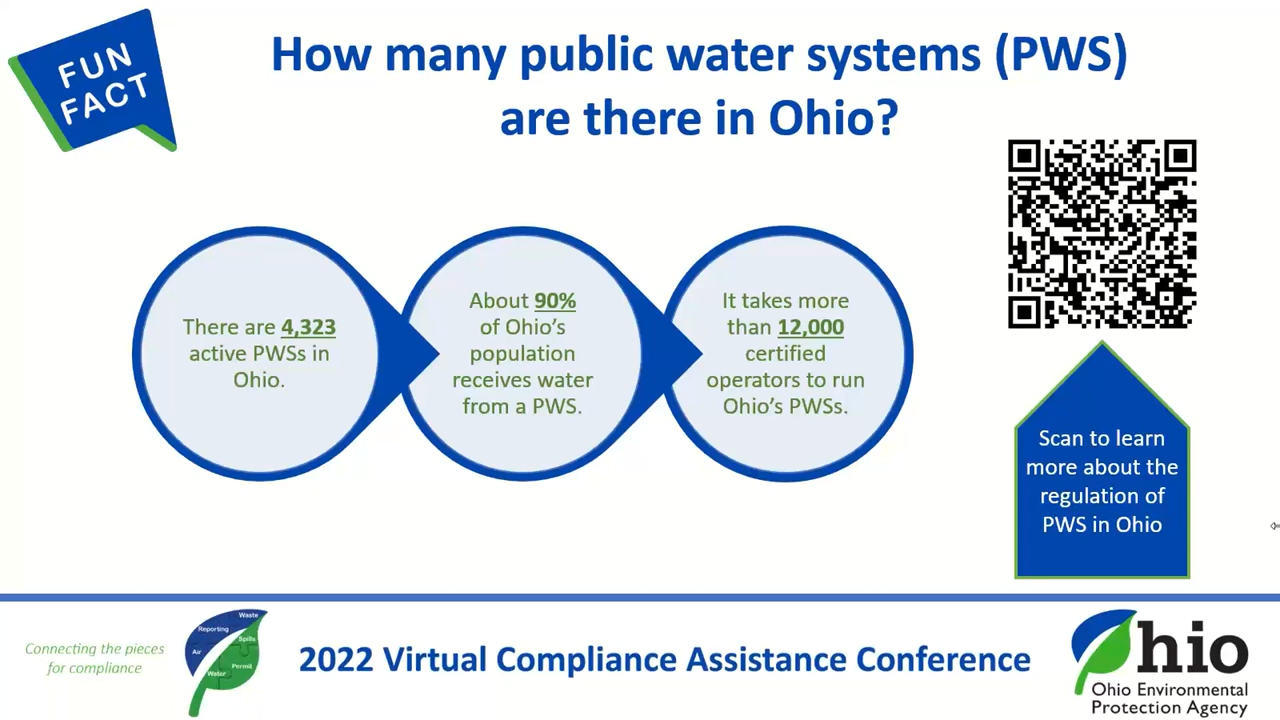 FUN
FACT
How many public water systems (PWS)
are there in Ohio?
There are 4,323
active PWSs in
Ohio.
About 90%
of Ohio's
population
receives water
from a PWS.
It takes more
than 12,000
certified
operators to run
Ohio's PWSs.
Scan to learn
more about the
regulation of
PWS in Ohio
Connecting the pieces
for compliance
Waste
Reporting
Spills
Air
Permit
Water
2022 Virtual Compliance Assistance Conference
Ohio
Ohio Environmental
Protection Agency